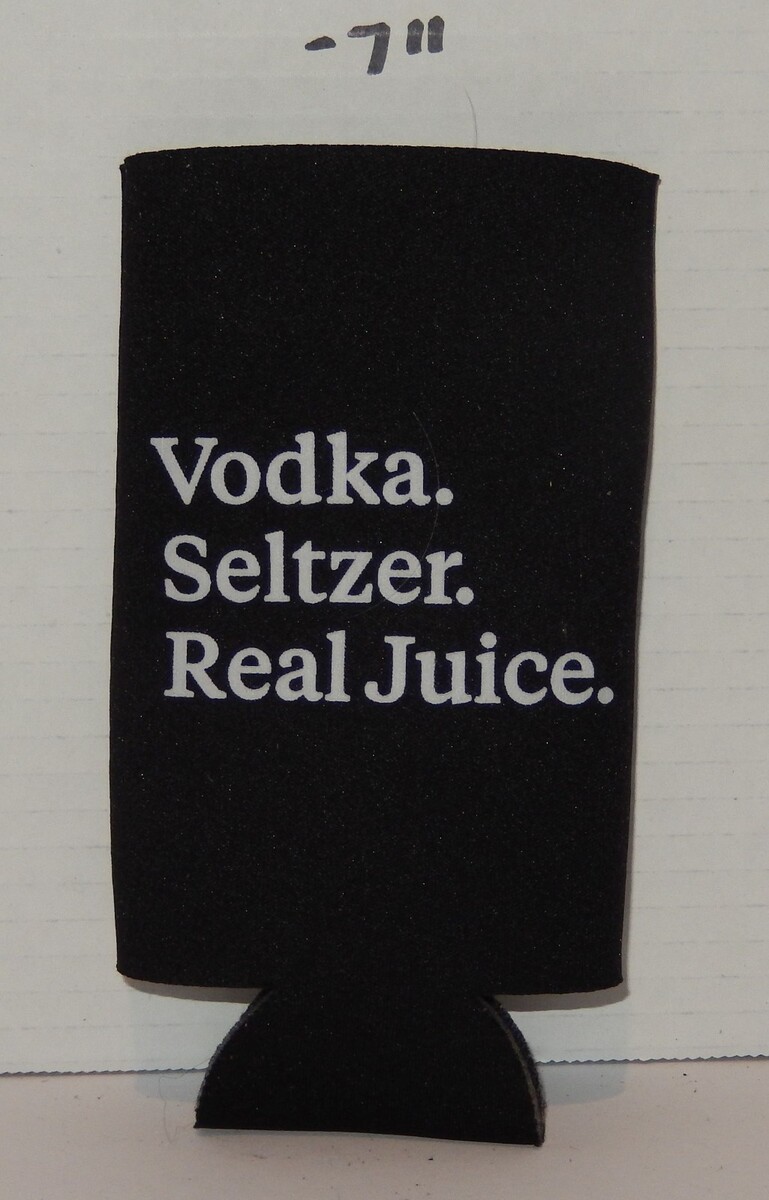 -7"
Vodka.
Seltzer.
Real Juice.